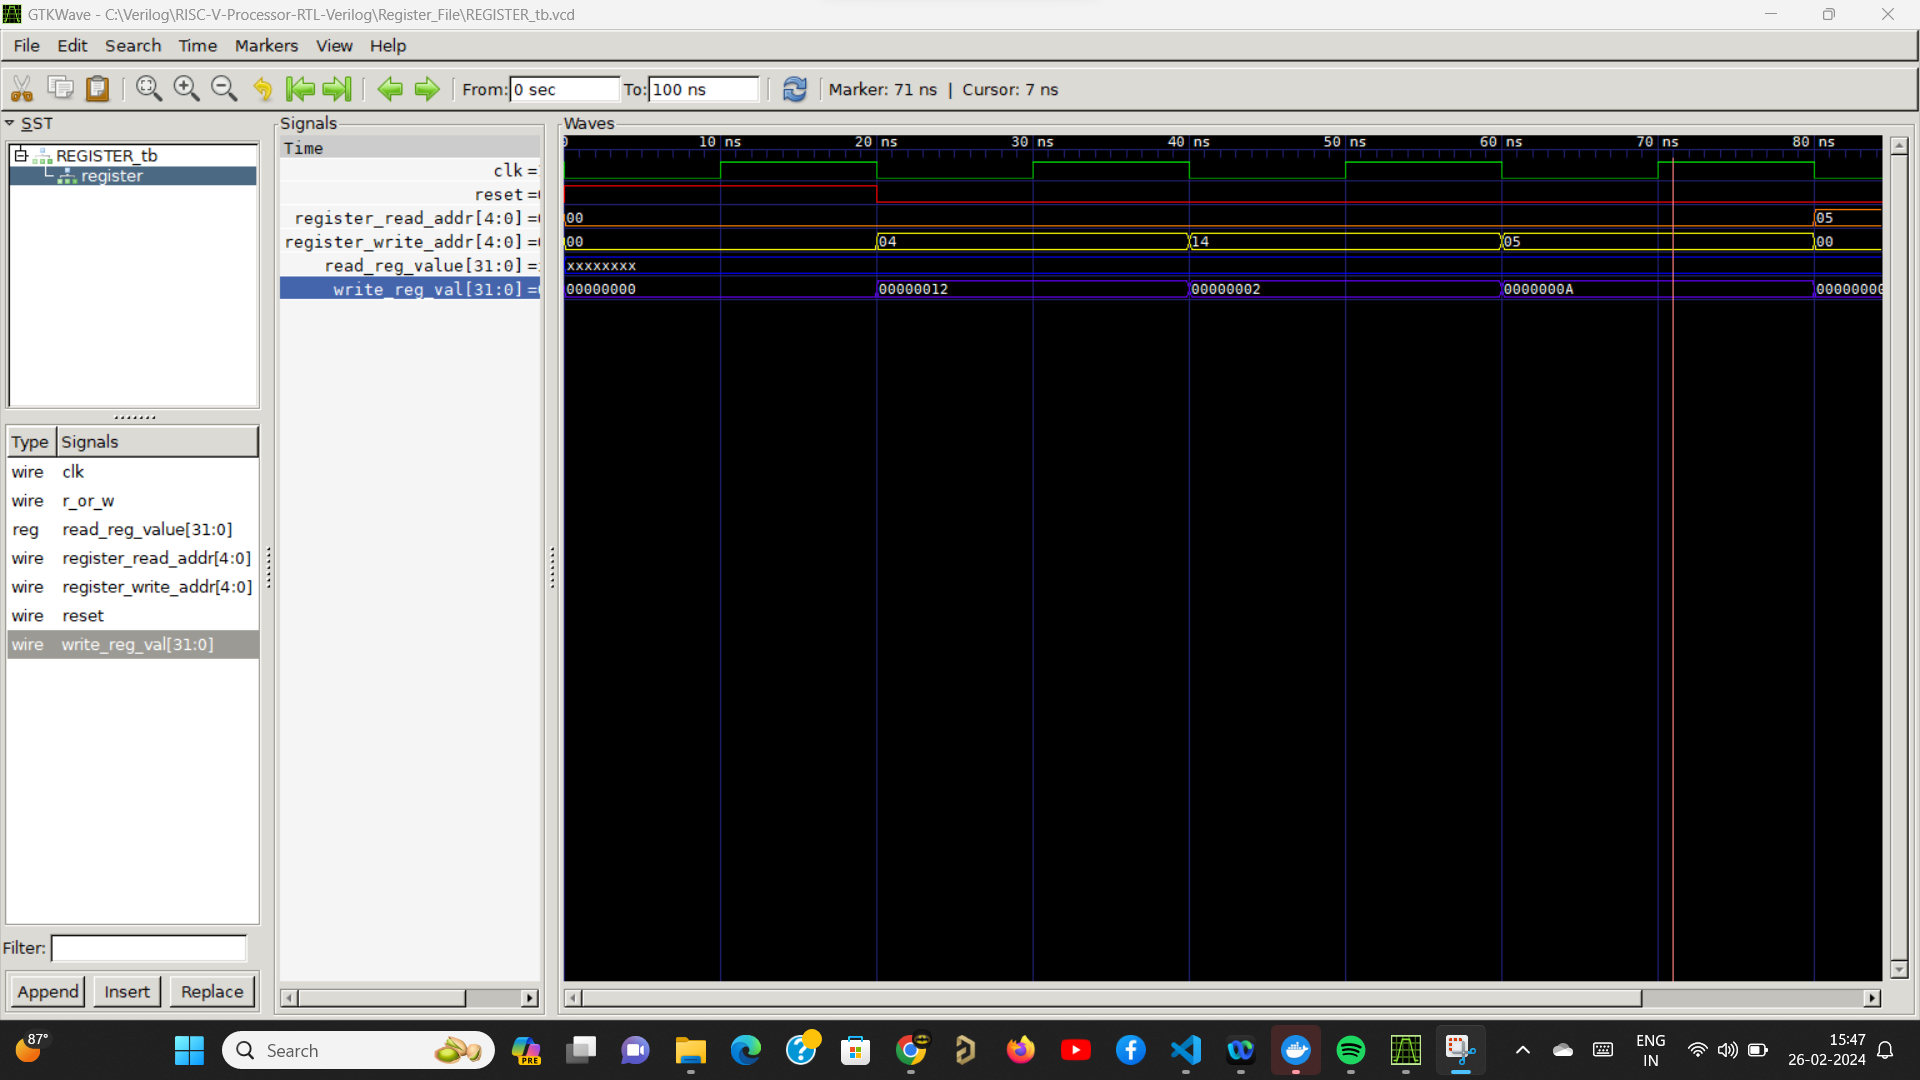 GTKWave - C:\Verilog\RISC-V-Processor-RTL-Verilog\Register_File\REGISTER_tb.vcd
File Edit Search Time Markers View Help
From: 0 sec To: 100 ns Marker: 71 ns | Cursor: 7 ns
SST
REGISTER_tb
register
Type Signals
wire clk
wire r_or_w
reg read_reg_value[31:0]
wire register_read_addr[4:0]
wire register_write_addr[4:0]
wire reset
wire write_reg_val[31:0]
Filter:
Append Insert Replace
Signals
Time
clk =
reset =
register_read_addr[4:0] =
register_write_addr[4:0] =
read_reg_value[31:0] =
write_reg_val[31:0] =
Waves
10 ns 20 ns 30 ns 40 ns 50 ns 60 ns 70 ns 80 ns
00 05
00 04 14 05 00
xxxxxxxx
00000000 00000012 00000002 0000000A 00000000
87°
Search
PRE
ENG
IN
15:47
26-02-2024